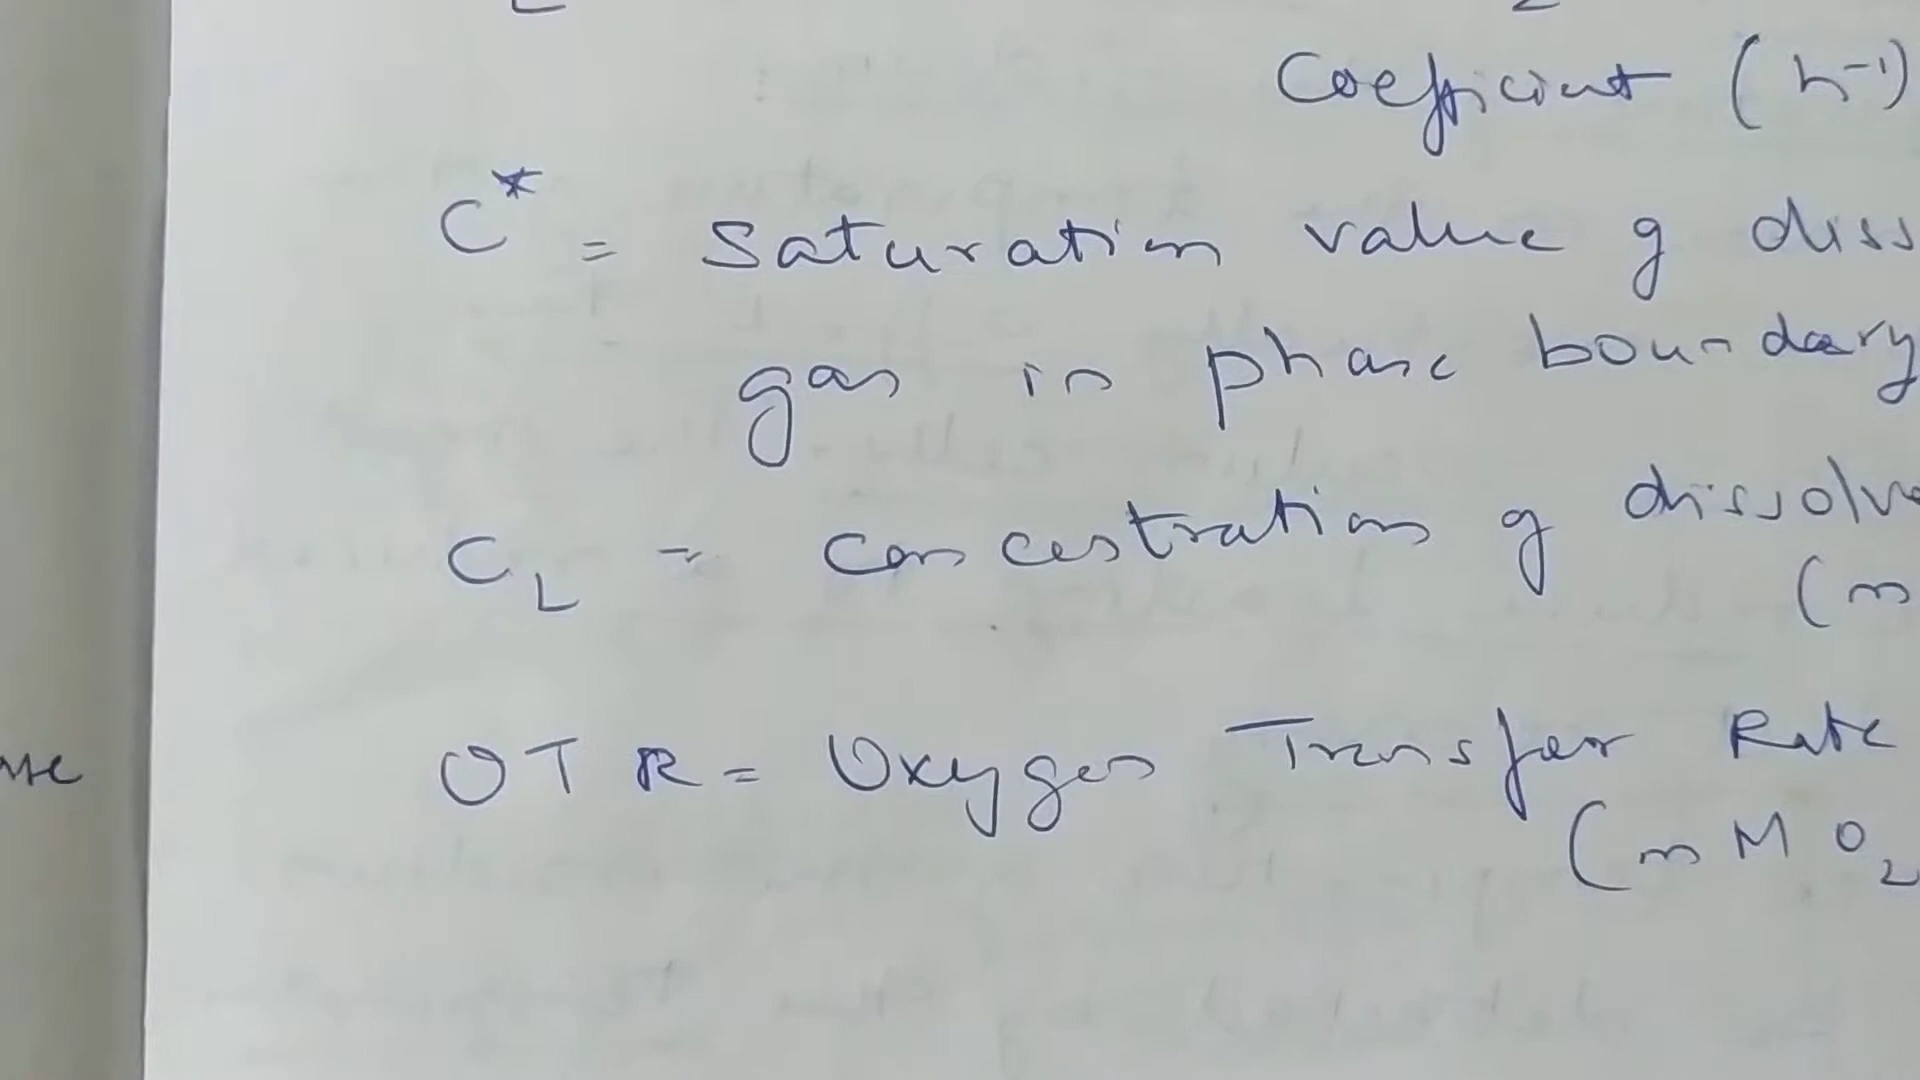 Coefficient (h⁻¹)
C* = Saturation value of diss
gas in phase boundary
C_L = Concentration of dissolve
(m
OTR = Oxygen Transfer Rate
(mM O₂